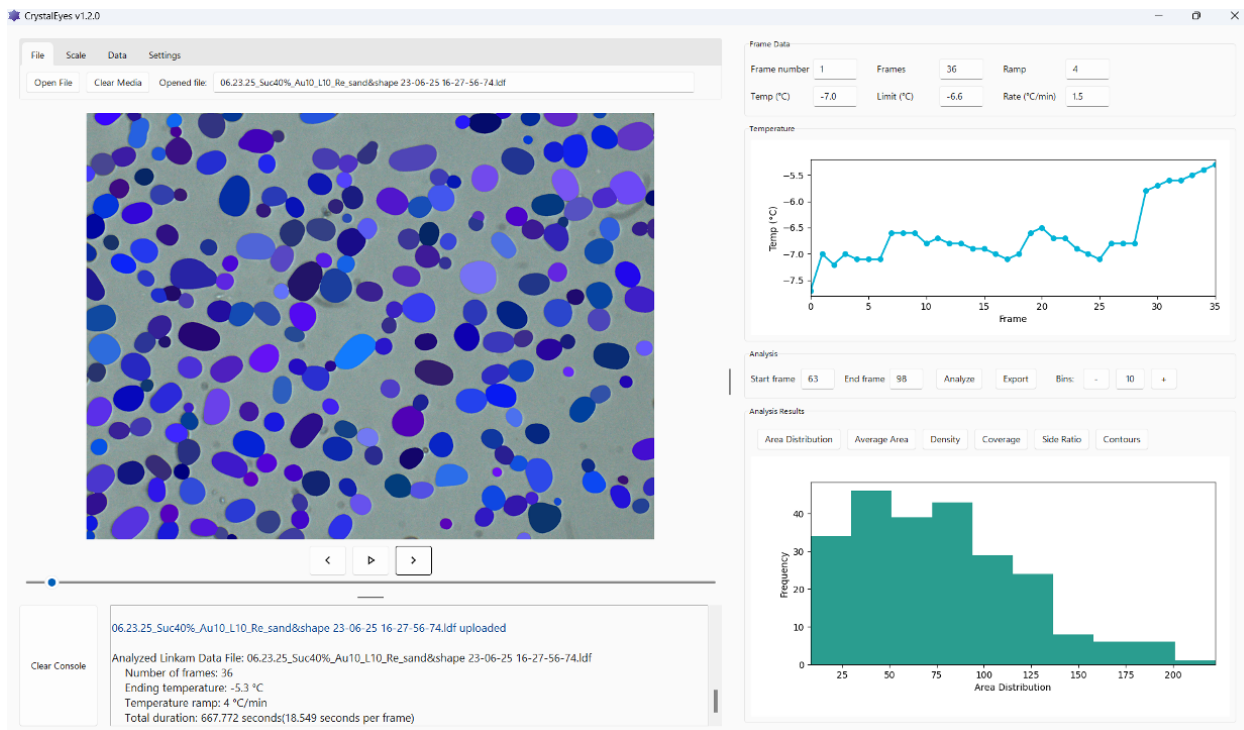 CrystalEyes v1.2.0
File Scale Data Settings
Open File Clear Media Opened file: 06.23.25_Suc40%_Au10_L10_Re_sand&shape 23-06-25 16-27-56-74.ldf
Clear Console
06.23.25_Suc40%_Au10_L10_Re_sand&shape 23-06-25 16-27-56-74.ldf uploaded
Analyzed Linkam Data File: 06.23.25_Suc40%_Au10_L10_Re_sand&shape 23-06-25 16-27-56-74.ldf
Number of frames: 36
Ending temperature: -5.3 °C
Temperature ramp: 4 °C/min
Total duration: 667.772 seconds(18.549 seconds per frame)
Frame Data
Frame number 1 Frames 36 Ramp 4
Temp (°C) -7.0 Limit (°C) -6.6 Rate (°C/min) 1.5
Temperature
Temp (°C)
−5.5
−6.0
−6.5
−7.0
−7.5
0 5 10 15 20 25 30 35
Frame
Analysis
Start frame 63 End frame 98 Analyze Export Bins: - 10 +
Analysis Results
Area Distribution Average Area Density Coverage Side Ratio Contours
Frequency
40
30
20
10
0
25 50 75 100 125 150 175 200
Area Distribution